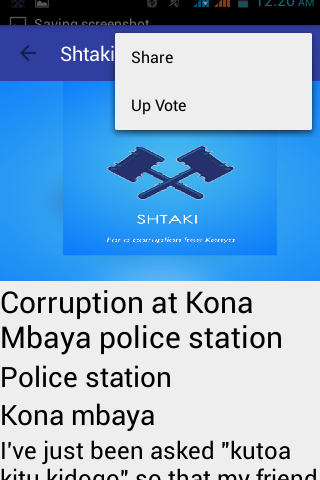 Saving screenshot
12:20 AM
Shtaki
Share
Up Vote
SHTAKI
For a corruption free Kenya
Corruption at Kona
Mbaya police station
Police station
Kona mbaya
I've just been asked "kutoa
kitu kidogo" so that my friend